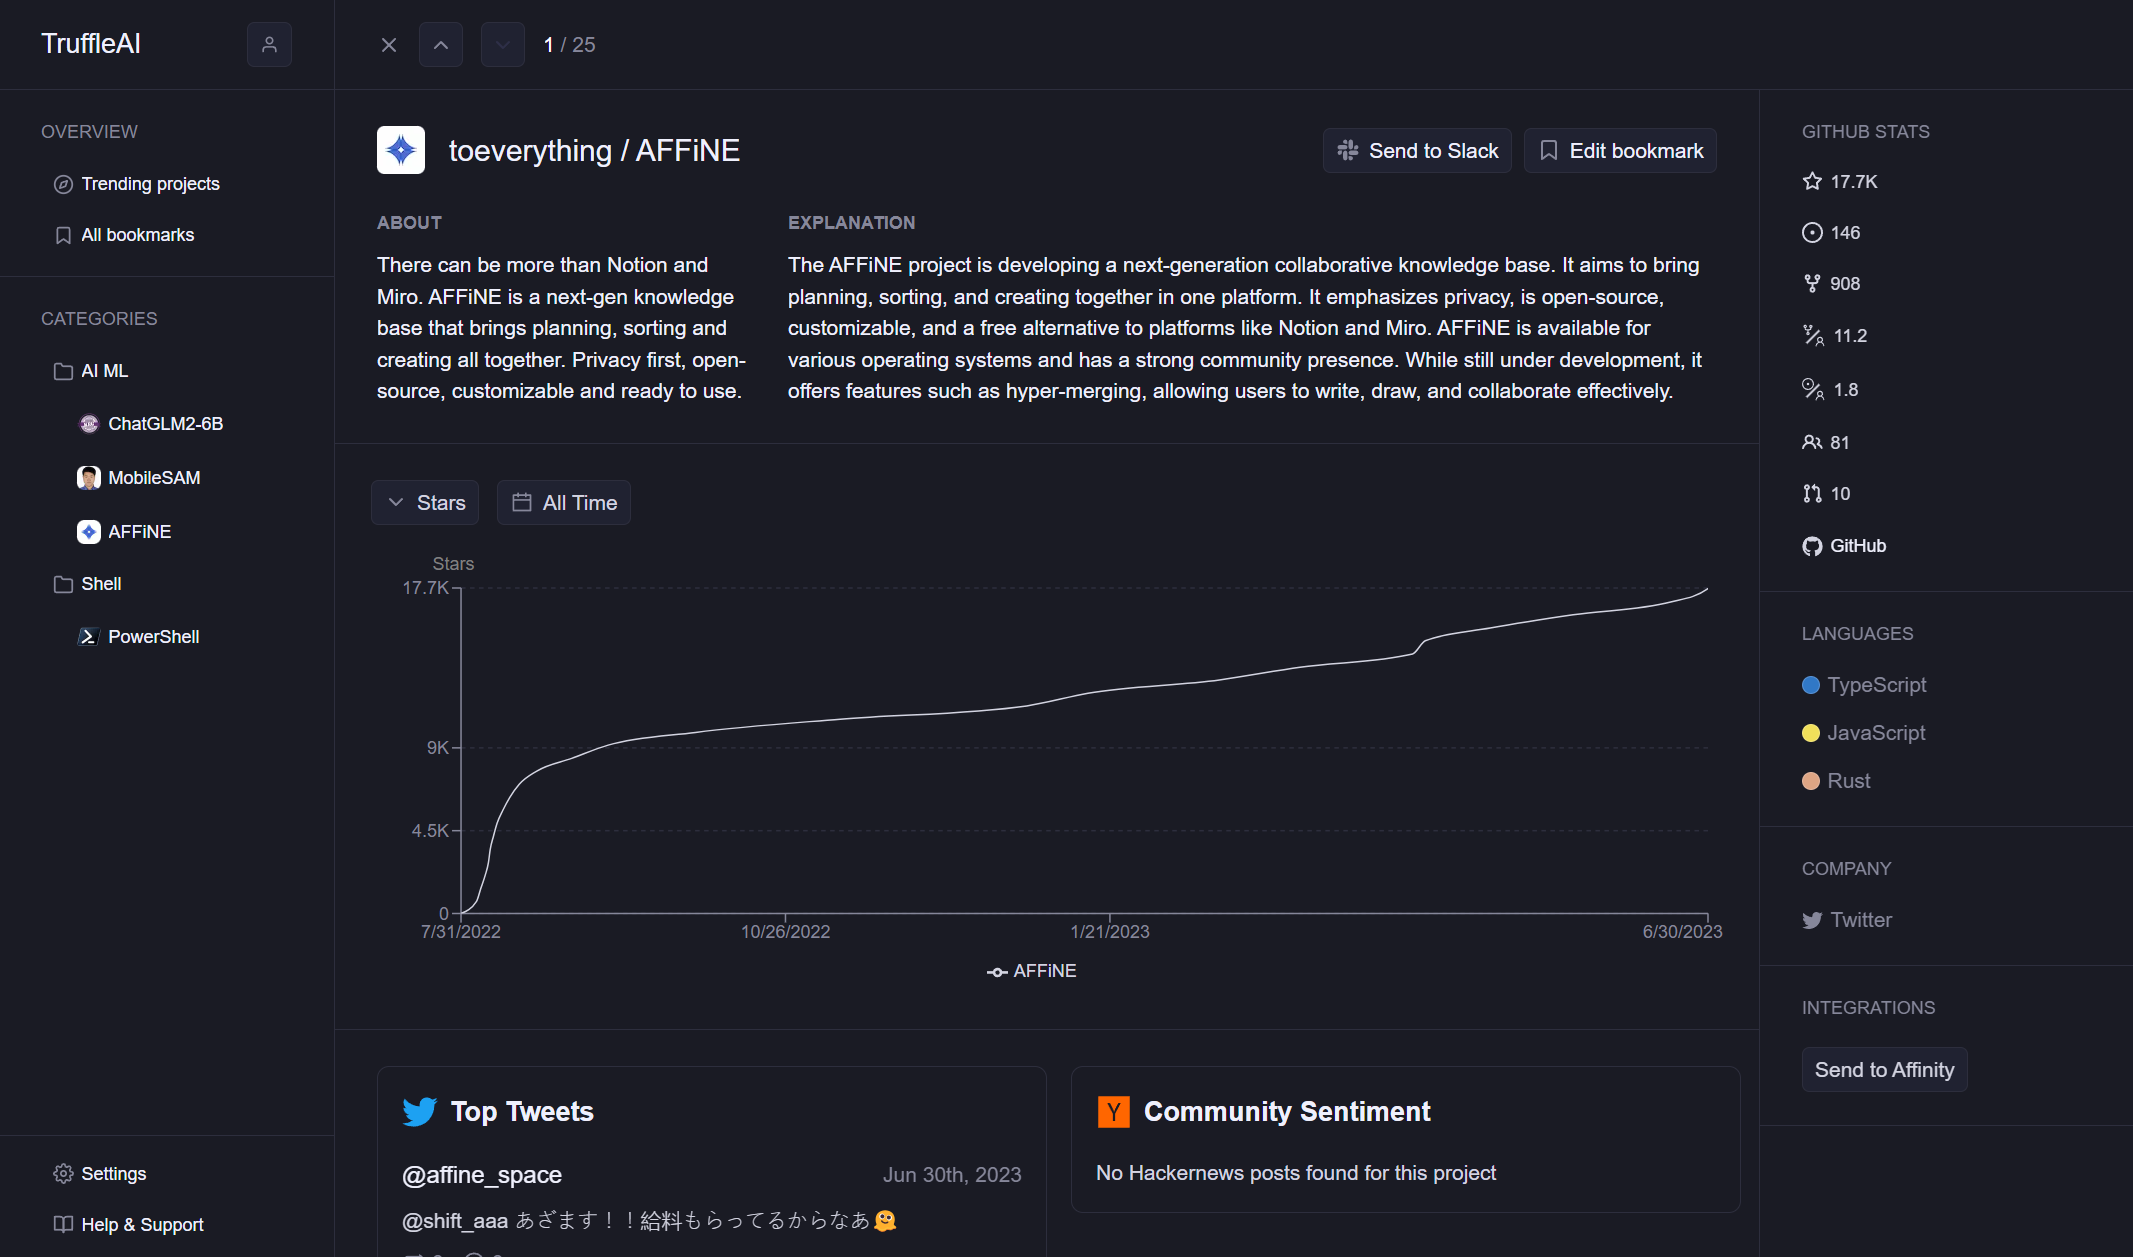 TruffleAI
1 / 25
OVERVIEW
Trending projects
All bookmarks
CATEGORIES
AI ML
ChatGLM2-6B
MobileSAM
AFFiNE
Shell
PowerShell
Settings
Help & Support
toeverything / AFFiNE
Send to Slack
Edit bookmark
ABOUT
There can be more than Notion and
Miro. AFFiNE is a next-gen knowledge
base that brings planning, sorting and
creating all together. Privacy first, open-
source, customizable and ready to use.
EXPLANATION
The AFFiNE project is developing a next-generation collaborative knowledge base. It aims to bring
planning, sorting, and creating together in one platform. It emphasizes privacy, is open-source,
customizable, and a free alternative to platforms like Notion and Miro. AFFiNE is available for
various operating systems and has a strong community presence. While still under development, it
offers features such as hyper-merging, allowing users to write, draw, and collaborate effectively.
Stars
All Time
Stars
17.7K
9K
4.5K
0
7/31/2022
10/26/2022
1/21/2023
6/30/2023
AFFiNE
Top Tweets
@affine_space
Jun 30th, 2023
@shift_aaa あざます！！給料もらってるからなあ🤗
Community Sentiment
No Hackernews posts found for this project
GITHUB STATS
17.7K
146
908
11.2
1.8
81
10
GitHub
LANGUAGES
TypeScript
JavaScript
Rust
COMPANY
Twitter
INTEGRATIONS
Send to Affinity